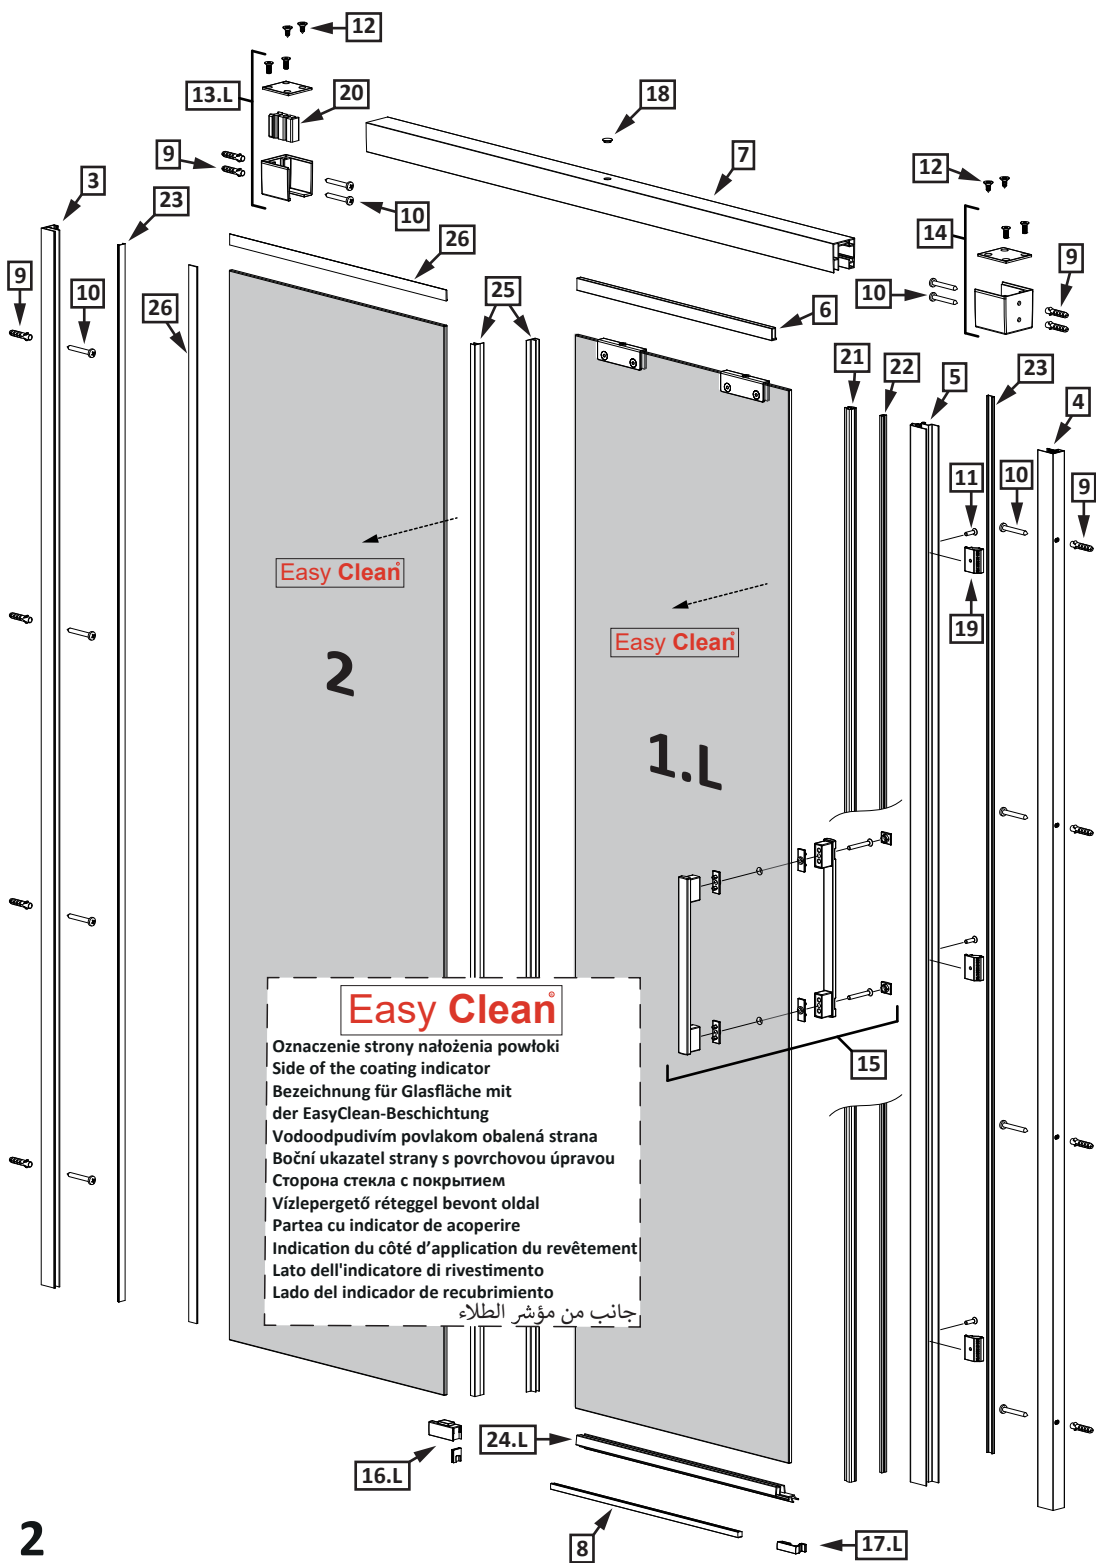 12
13.L
20
18
7
9
3
23
12
14
9
10
26
10
9
10
26
25
6
21
22
5
23
4
11
10
9
19
Easy Clean
Easy Clean
2
1.L
15
Easy Clean
Oznaczenie strony nałożenia powłoki
Side of the coating indicator
Bezeichnung für Glasfläche mit
der EasyClean-Beschichtung
Vodoodpudivím povlakom obalená strana
Boční ukazatel strany s povrchovou úpravou
Сторона стекла с покрытием
Vízlepergető réteggel bevont oldal
Partea cu indicator de acoperire
Indication du côté d’application du revêtement
Lato dell'indicatore di rivestimento
Lado del indicador de recubrimiento
جانب من مؤشر الطلاء
16.L
24.L
8
17.L
2